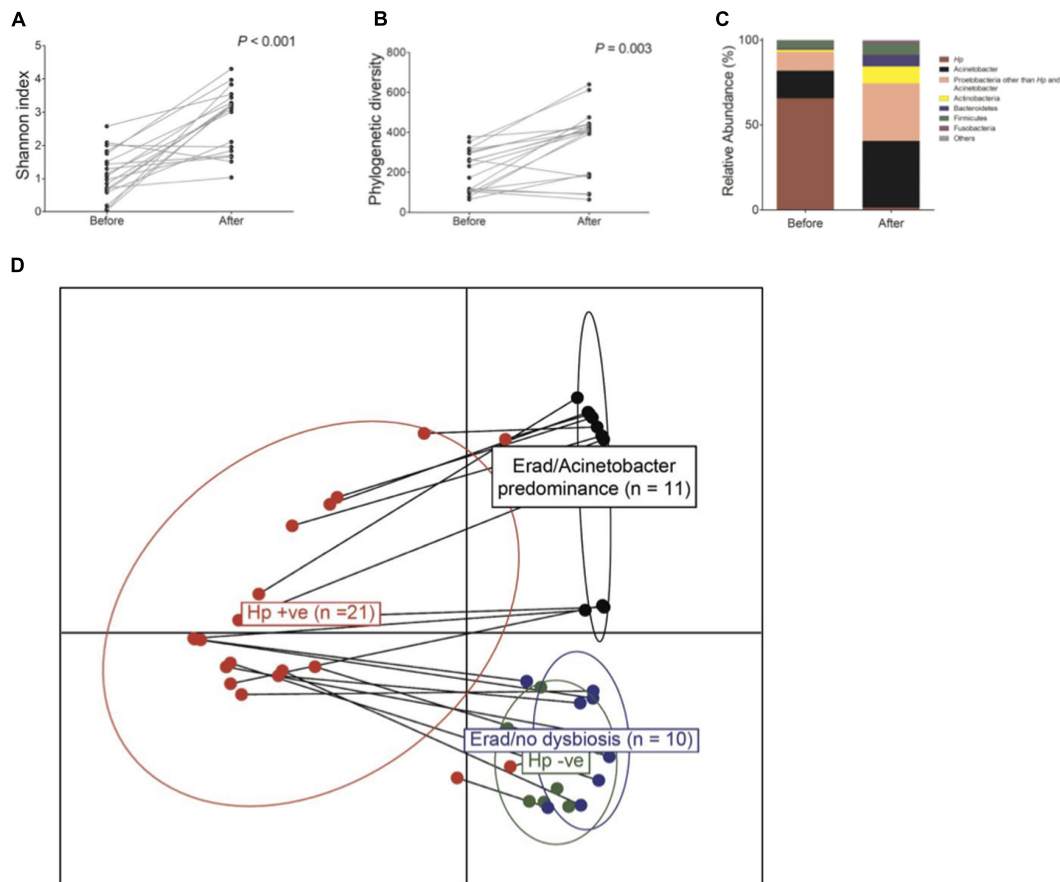 A
P < 0.001
Shannon index
5
4
3
2
1
0
Before
After
B
P = 0.003
Phylogenetic diversity
800
600
400
200
0
Before
After
C
Relative Abundance (%)
100
50
0
Before
After
Hp
Acinetobacter
Proetobacteria other than Hp and
Acinetobacter
Actinobacteria
Bacteroidetes
Firmicutes
Fusobacteria
Others
D
Erad/Acinetobacter
predominance (n = 11)
Hp +ve (n =21)
Erad/no dysbiosis (n = 10)
Hp -ve